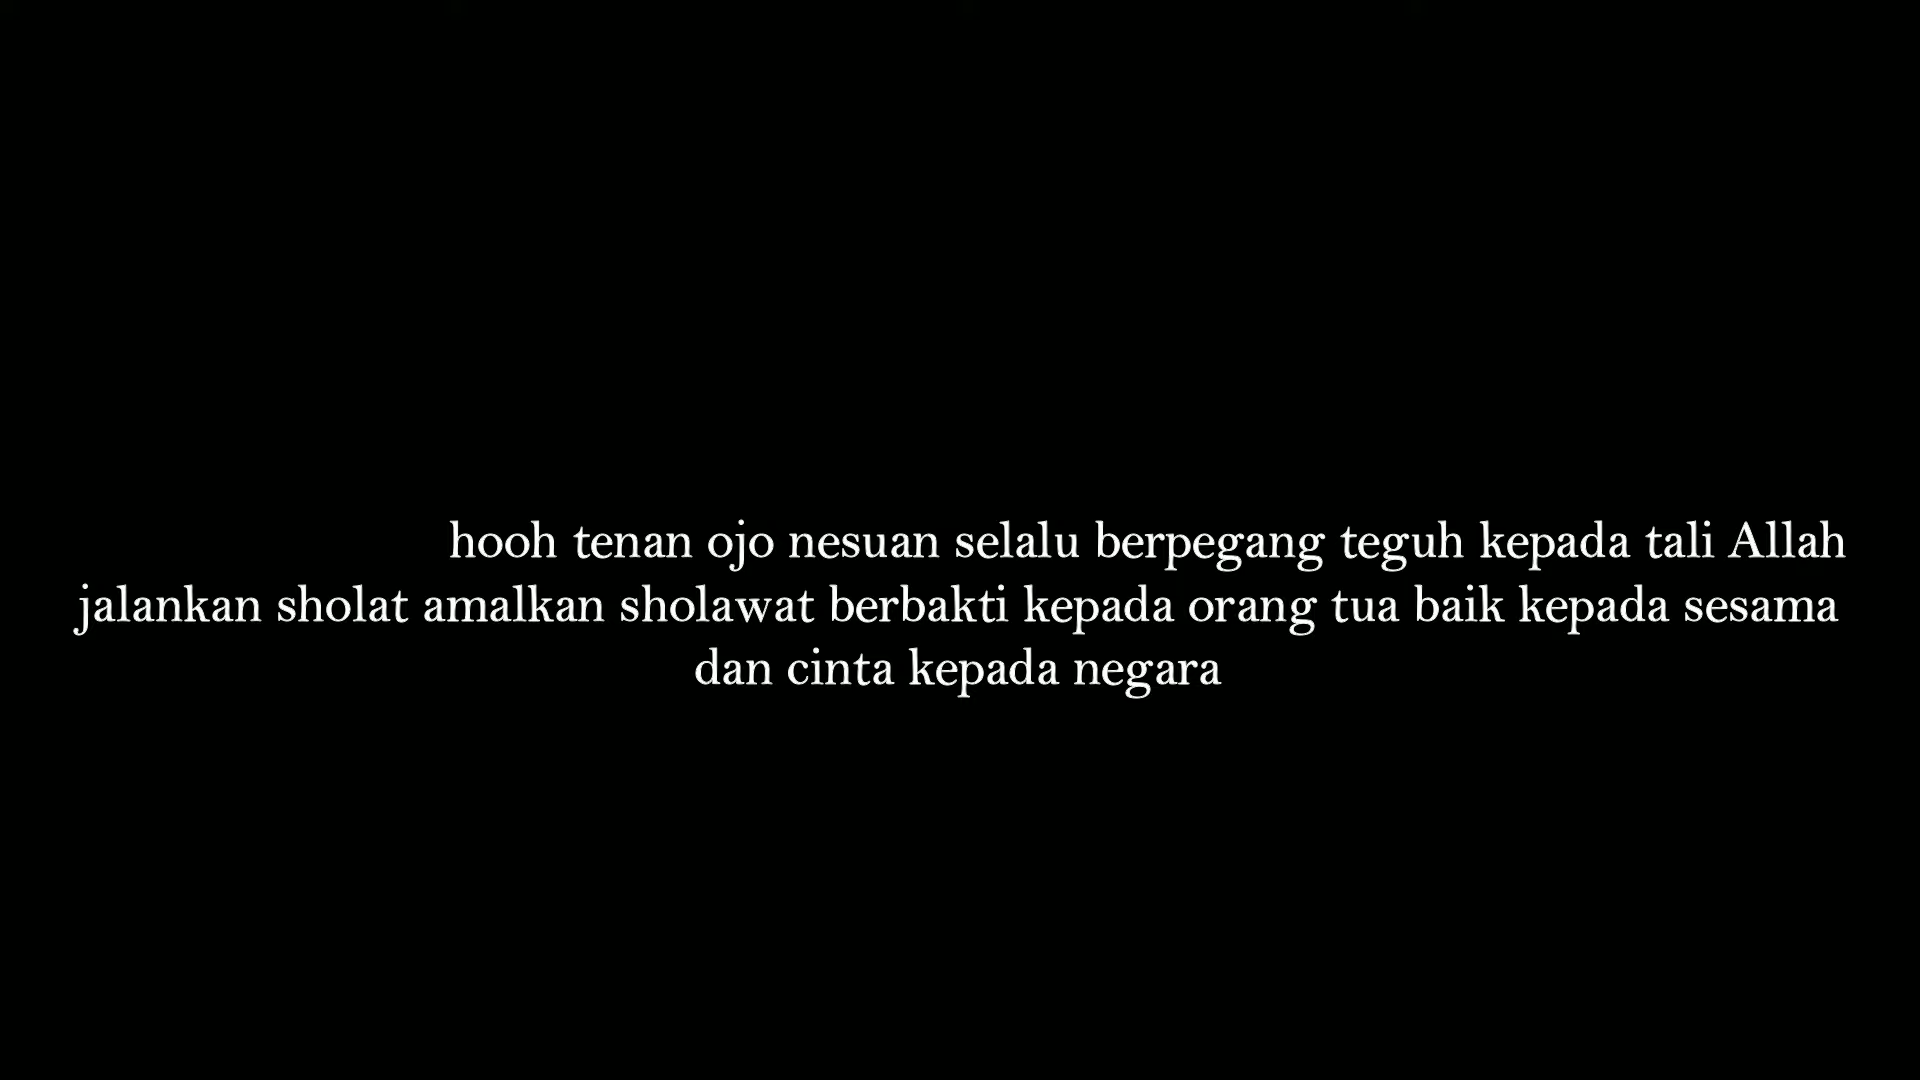 hooh tenan ojo nesuan selalu berpegang teguh kepada tali Allah
jalankan sholat amalkan sholawat berbakti kepada orang tua baik kepada sesama
dan cinta kepada negara